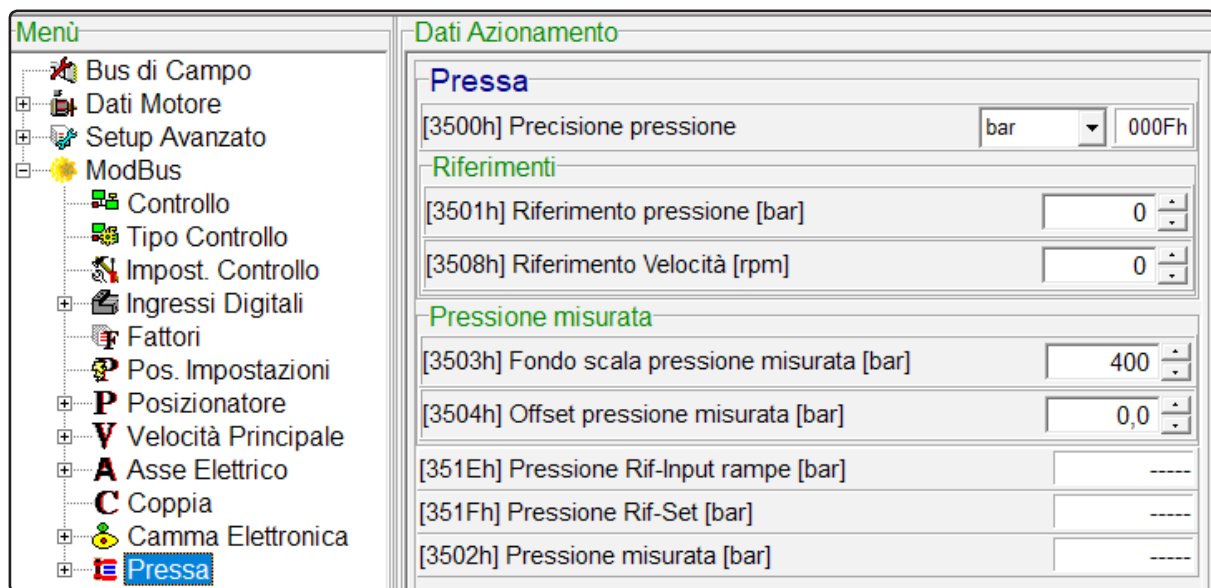 Menù
Bus di Campo
Dati Motore
Setup Avanzato
ModBus
Controllo
Tipo Controllo
Impost. Controllo
Ingressi Digitali
Fattori
Pos. Impostazioni
P Posizionatore
V Velocità Principale
A Asse Elettrico
C Coppia
Camma Elettronica
Pressa
Dati Azionamento
Pressa
[3500h] Precisione pressione bar 000Fh
Riferimenti
[3501h] Riferimento pressione [bar] 0
[3508h] Riferimento Velocità [rpm] 0
Pressione misurata
[3503h] Fondo scala pressione misurata [bar] 400
[3504h] Offset pressione misurata [bar] 0,0
[351Eh] Pressione Rif-Input rampe [bar] -----
[351Fh] Pressione Rif-Set [bar] -----
[3502h] Pressione misurata [bar] -----